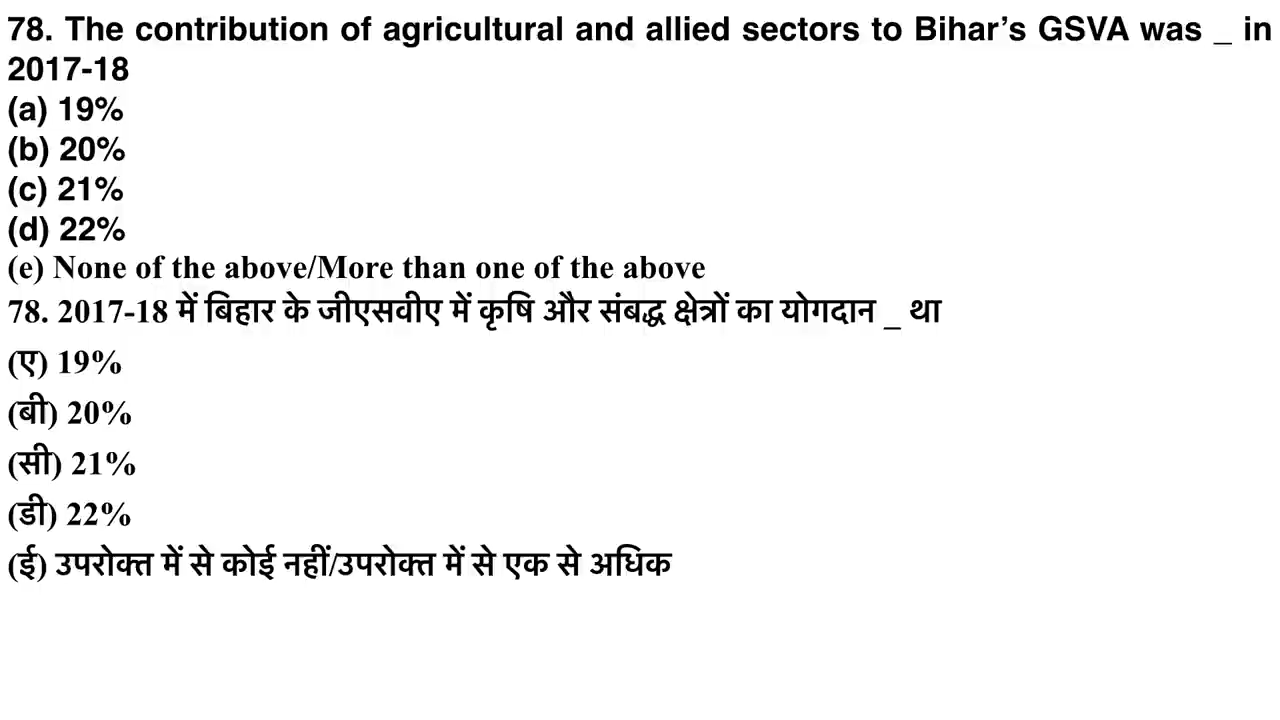 78. The contribution of agricultural and allied sectors to Bihar’s GSVA was _ in
2017-18
(a) 19%
(b) 20%
(c) 21%
(d) 22%
(e) None of the above/More than one of the above
78. 2017-18 में बिहार के जीएसवीए में कृषि और संबद्ध क्षेत्रों का योगदान _ था
(ए) 19%
(बी) 20%
(सी) 21%
(डी) 22%
(ई) उपरोक्त में से कोई नहीं/उपरोक्त में से एक से अधिक